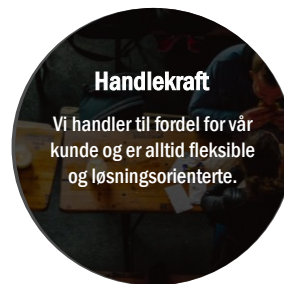 Handlekraft
Vi handler til fordel for vår
kunde og er alltid fleksible
og løsningsorienterte.